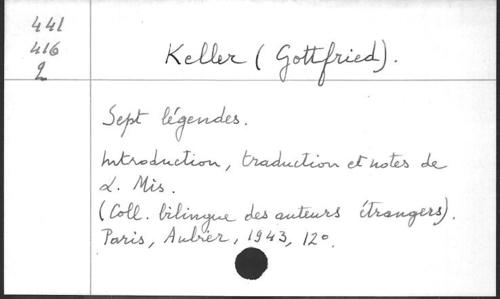 441
416
2
Keller (Gottfried).
Sept légendes.
Introduction, traduction et notes de
L. Mis.
(Coll. bilingue des auteurs étrangers).
Paris, Aubier, 1943, 12°.